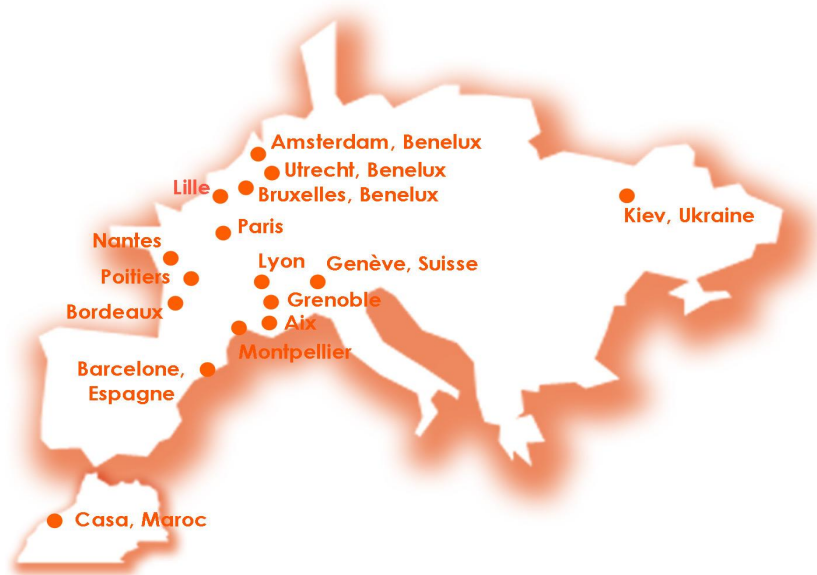 Amsterdam, Benelux
Utrecht, Benelux
Lille
Bruxelles, Benelux
Kiev, Ukraine
Paris
Nantes
Lyon
Genève, Suisse
Poitiers
Grenoble
Bordeaux
Aix
Montpellier
Barcelone,
Espagne
Casa, Maroc